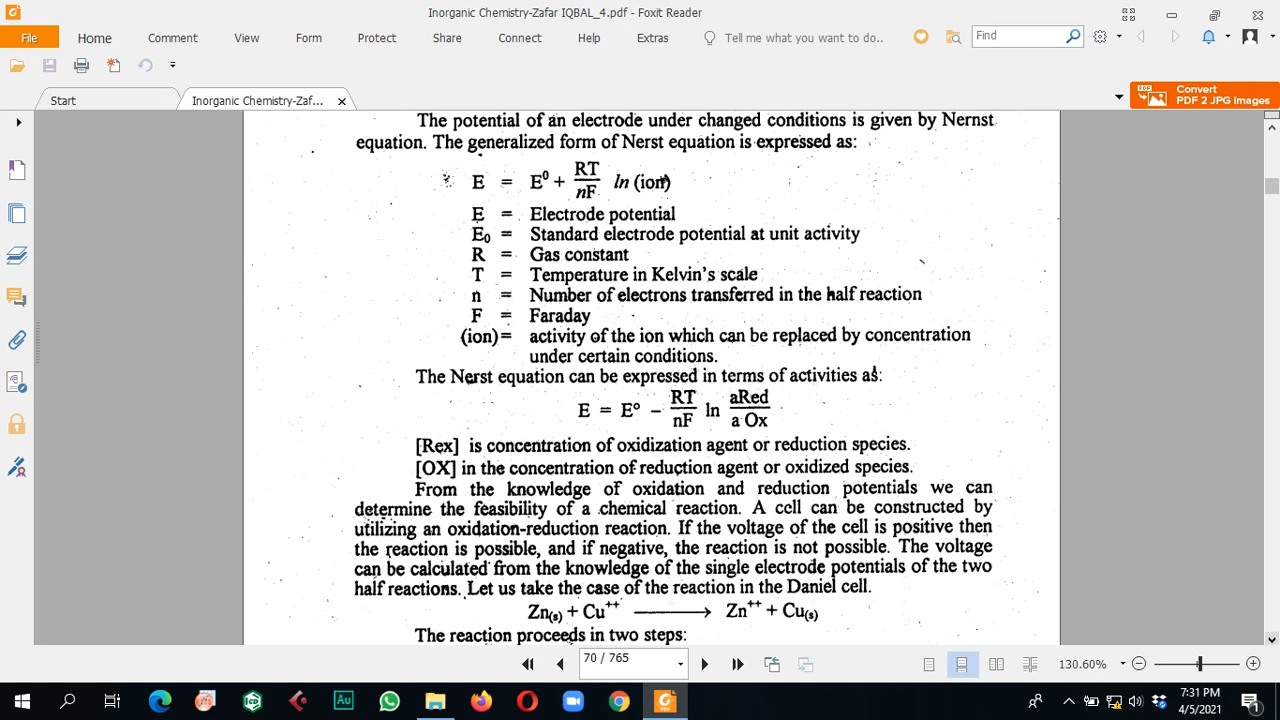 Inorganic Chemistry-Zafar IQBAL_4.pdf - Foxit Reader
File Home Comment View Form Protect Share Connect Help Extras Tell me what you want to do.. Find
Start Inorganic Chemistry-Zaf... Convert
PDF 2 JPG Images
The potential of an electrode under changed conditions is given by Nernst
equation. The generalized form of Nerst equation is expressed as:
E = E⁰ + RT/nF ln (ion)
E = Electrode potential
E₀ = Standard electrode potential at unit activity
R = Gas constant
T = Temperature in Kelvin's scale
n = Number of electrons transferred in the half reaction
F = Faraday
(ion) = activity of the ion which can be replaced by concentration
under certain conditions.
The Nerst equation can be expressed in terms of activities as:
E = E° − RT/nF ln aRed/a Ox
[Rex] is concentration of oxidization agent or reduction species.
[OX] in the concentration of reduction agent or oxidized species.
From the knowledge of oxidation and reduction potentials we can
determine the feasibility of a chemical reaction. A cell can be constructed by
utilizing an oxidation-reduction reaction. If the voltage of the cell is positive then
the reaction is possible, and if negative, the reaction is not possible. The voltage
can be calculated from the knowledge of the single electrode potentials of the two
half reactions. Let us take the case of the reaction in the Daniel cell.
Zn(s) + Cu⁺⁺ ⟶ Zn⁺⁺ + Cu(s)
The reaction proceeds in two steps:
70 / 765 130.60%
Au 7:31 PM
4/5/2021 1